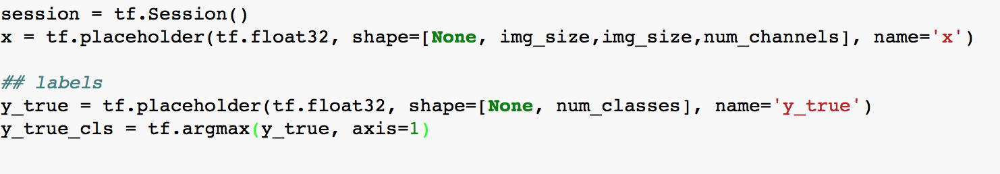 session = tf.Session()
x = tf.placeholder(tf.float32, shape=[None, img_size,img_size,num_channels], name='x')
## labels
y_true = tf.placeholder(tf.float32, shape=[None, num_classes], name='y_true')
y_true_cls = tf.argmax(y_true, axis=1)